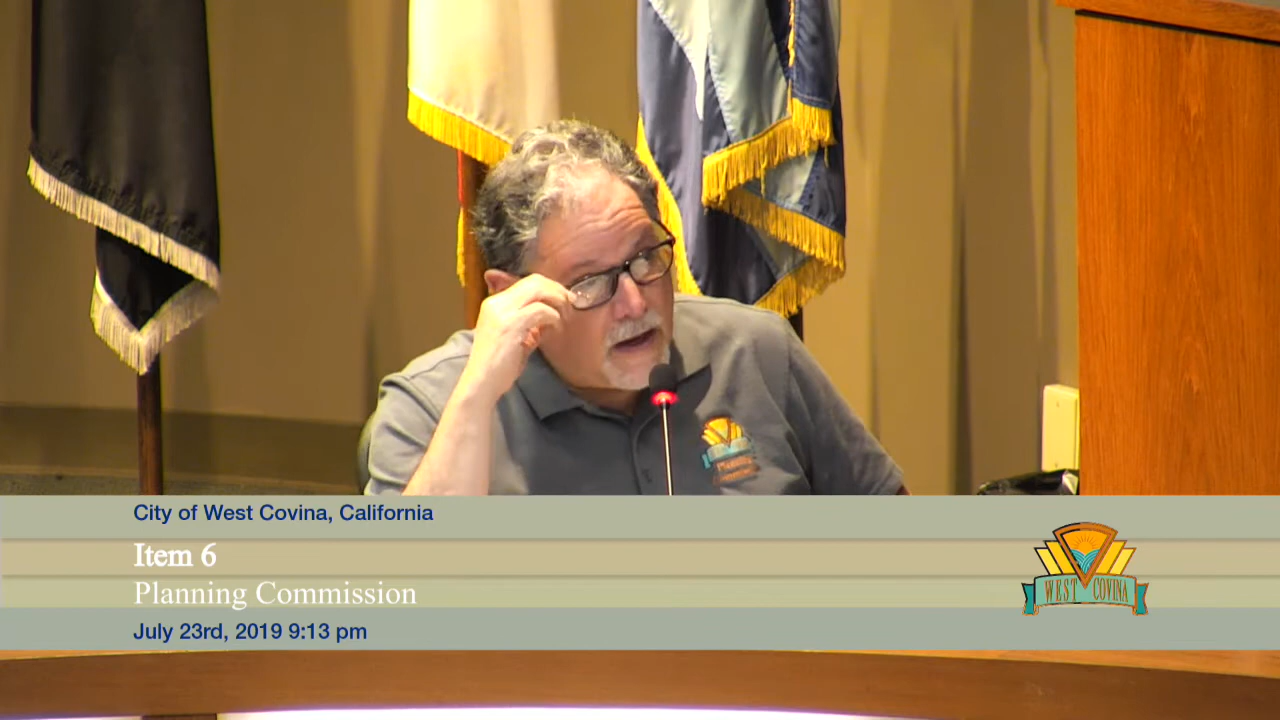 City of West Covina, California
Item 6
Planning Commission
July 23rd, 2019 9:13 pm
WEST COVINA